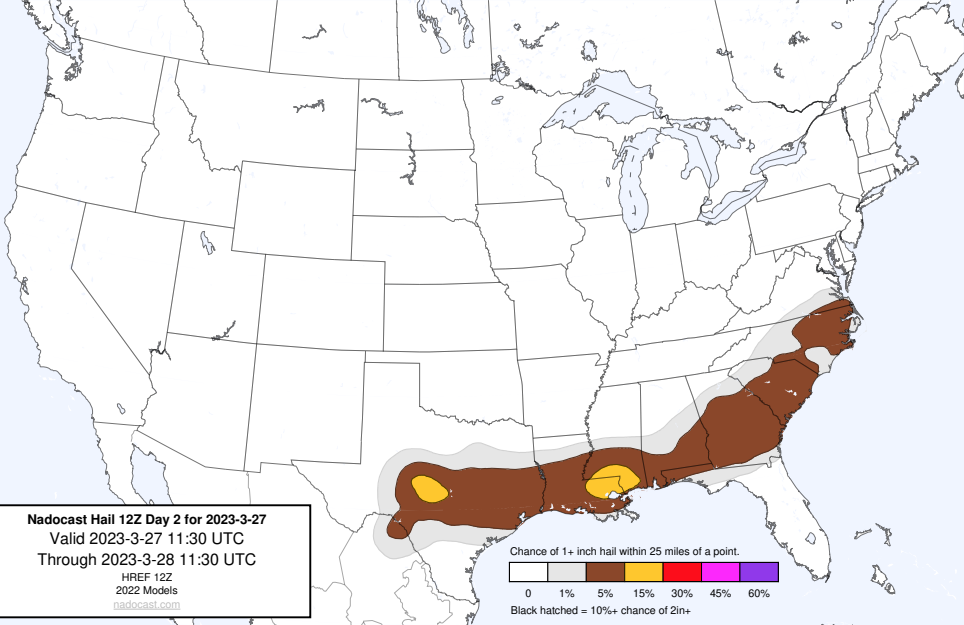 Nadocast Hail 12Z Day 2 for 2023-3-27
Valid 2023-3-27 11:30 UTC
Through 2023-3-28 11:30 UTC
HREF 12Z
2022 Models
nadocast.com
Chance of 1+ inch hail within 25 miles of a point.
0 1% 5% 15% 30% 45% 60%
Black hatched = 10%+ chance of 2in+